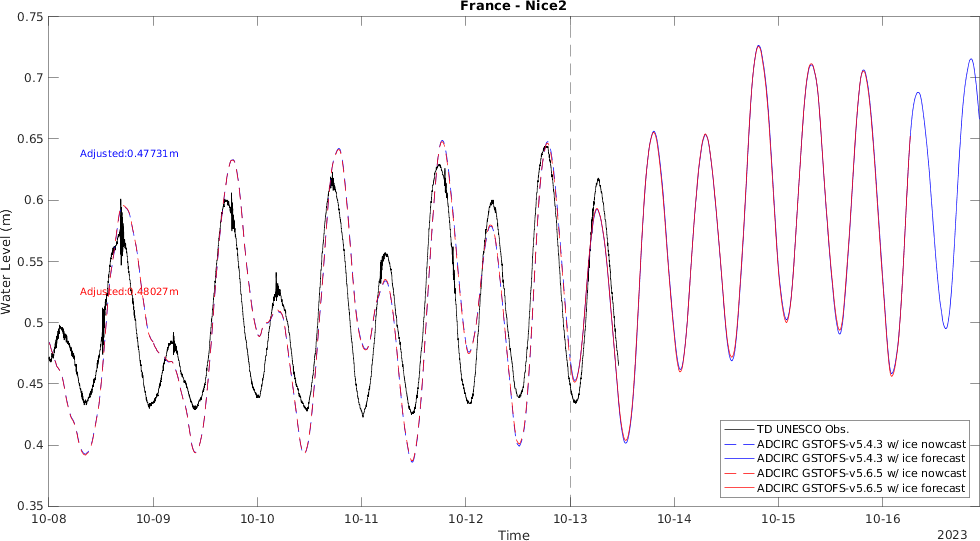 France - Nice2
0.75
0.7
0.65
0.6
0.55
0.5
0.45
0.4
0.35
Water Level (m)
Adjusted:0.47731m
Adjusted:0.48027m
TD UNESCO Obs.
ADCIRC GSTOFS-v5.4.3 w/ ice nowcast
ADCIRC GSTOFS-v5.4.3 w/ ice forecast
ADCIRC GSTOFS-v5.6.5 w/ ice nowcast
ADCIRC GSTOFS-v5.6.5 w/ ice forecast
10-08 10-09 10-10 10-11 10-12 10-13 10-14 10-15 10-16
Time
2023